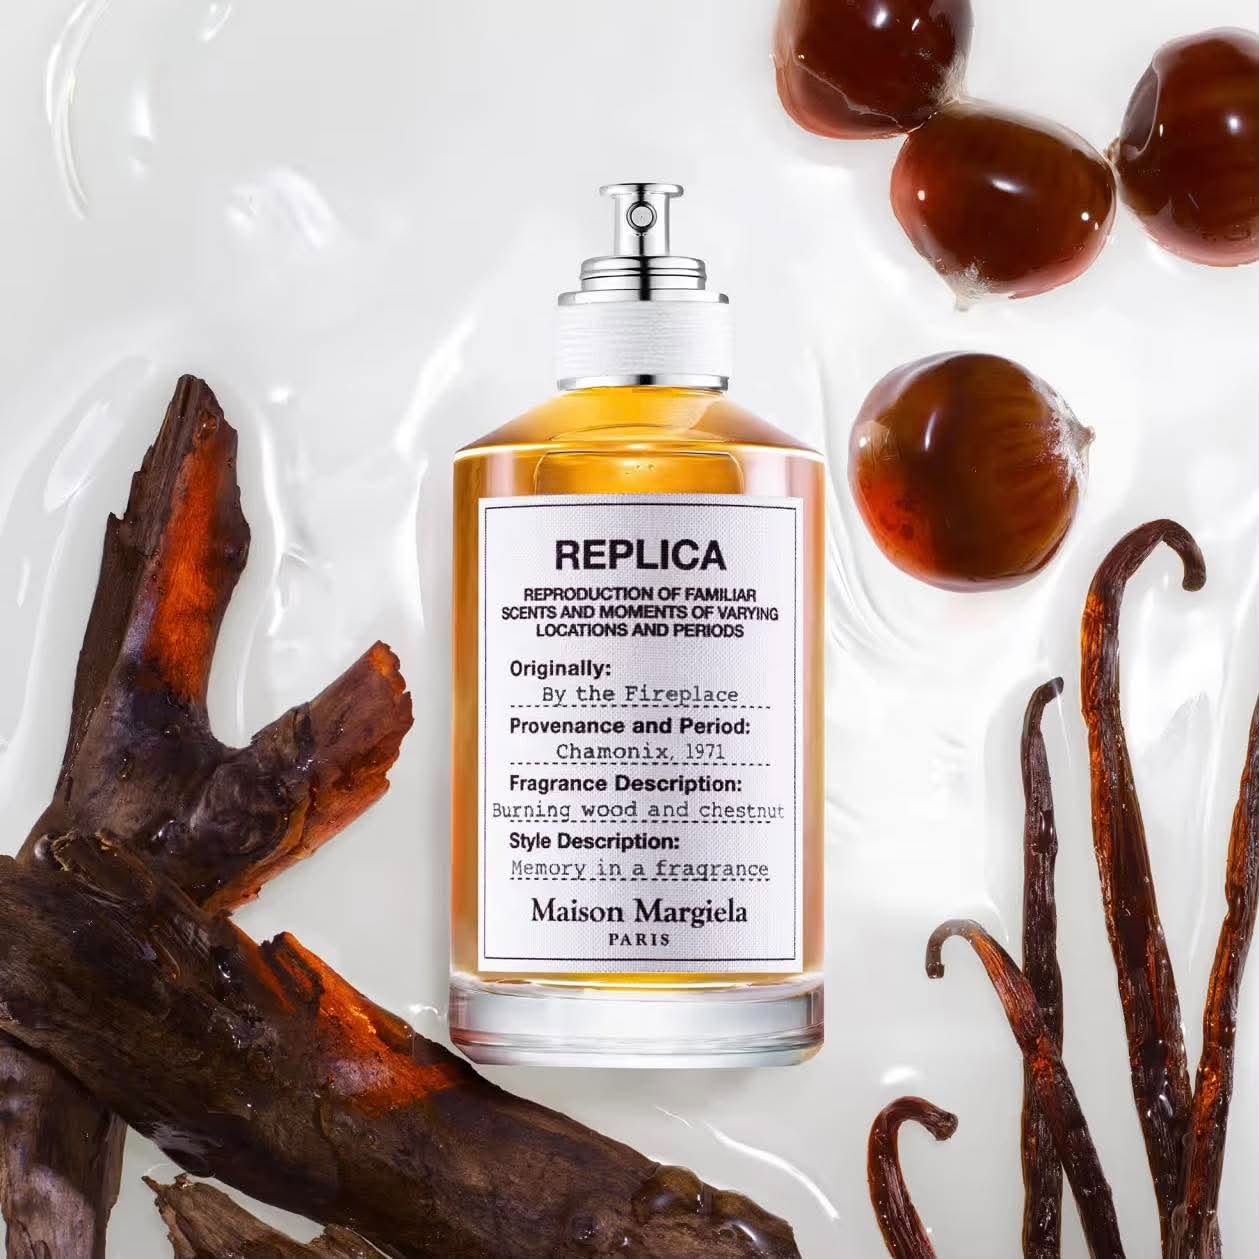 REPLICA
REPRODUCTION OF FAMILIAR
SCENTS AND MOMENTS OF VARYING
LOCATIONS AND PERIODS
Originally:
By the Fireplace
Provenance and Period:
Chamonix, 1971
Fragrance Description:
Burning wood and chestnut
Style Description:
Memory in a fragrance
Maison Margiela
PARIS